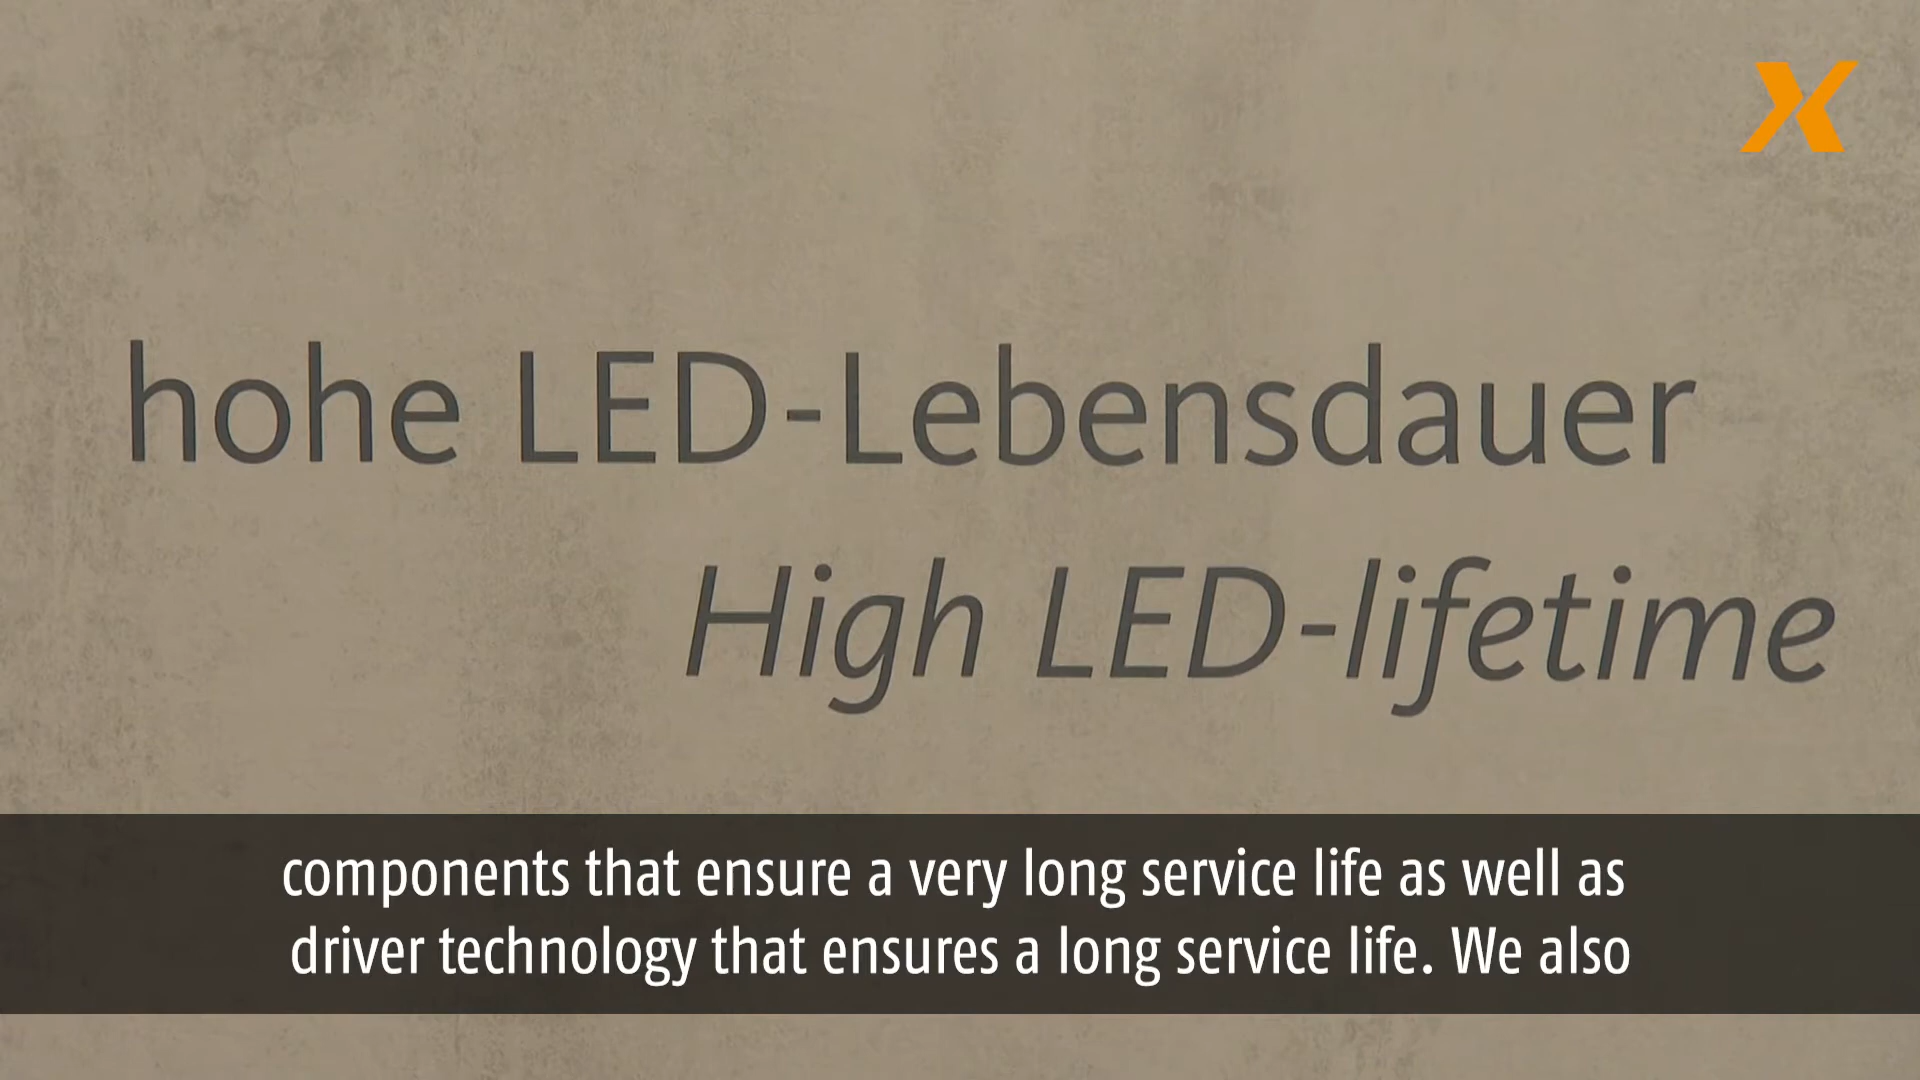 hohe LED-Lebensdauer
High LED-lifetime
components that ensure a very long service life as well as
driver technology that ensures a long service life. We also